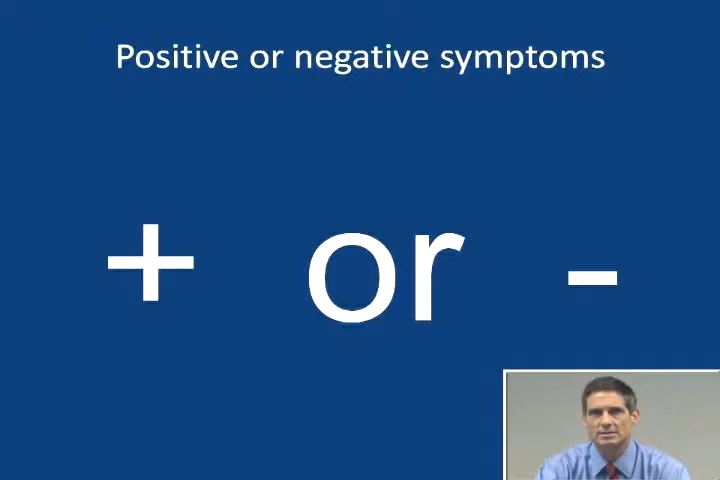 Positive or negative symptoms
+ or -